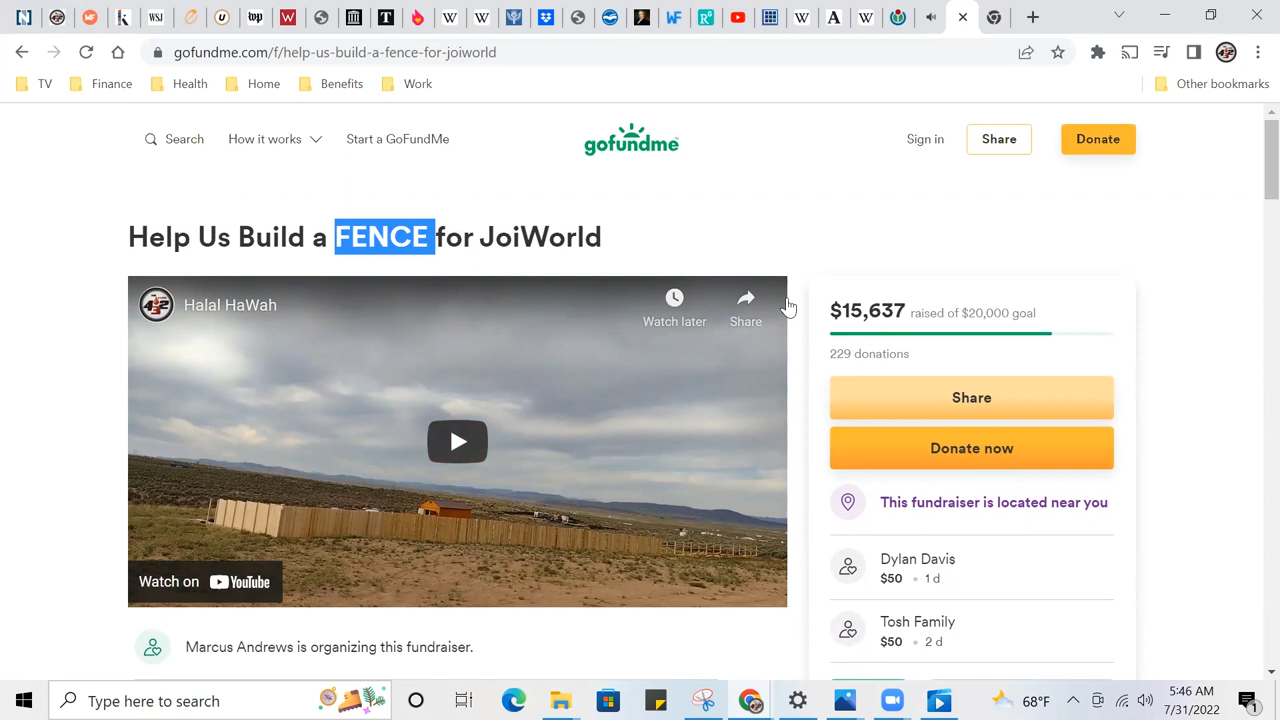 gofundme.com/f/help-us-build-a-fence-for-joiworld
TV Finance Health Home Benefits Work Other bookmarks
Search How it works Start a GoFundMe gofundme Sign in Share Donate
Help Us Build a FENCE for JoiWorld
Halal HaWah
Watch later Share
Watch on YouTube
Marcus Andrews is organizing this fundraiser.
$15,637 raised of $20,000 goal
229 donations
Share
Donate now
This fundraiser is located near you
Dylan Davis
$50 • 1 d
Tosh Family
$50 • 2 d
Type here to search
68°F
5:46 AM
7/31/2022